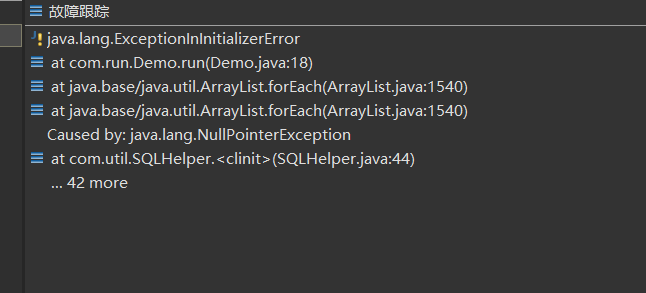 故障跟踪
java.lang.ExceptionInInitializerError
at com.run.Demo.run(Demo.java:18)
at java.base/java.util.ArrayList.forEach(ArrayList.java:1540)
at java.base/java.util.ArrayList.forEach(ArrayList.java:1540)
Caused by: java.lang.NullPointerException
at com.util.SQLHelper.<clinit>(SQLHelper.java:44)
... 42 more